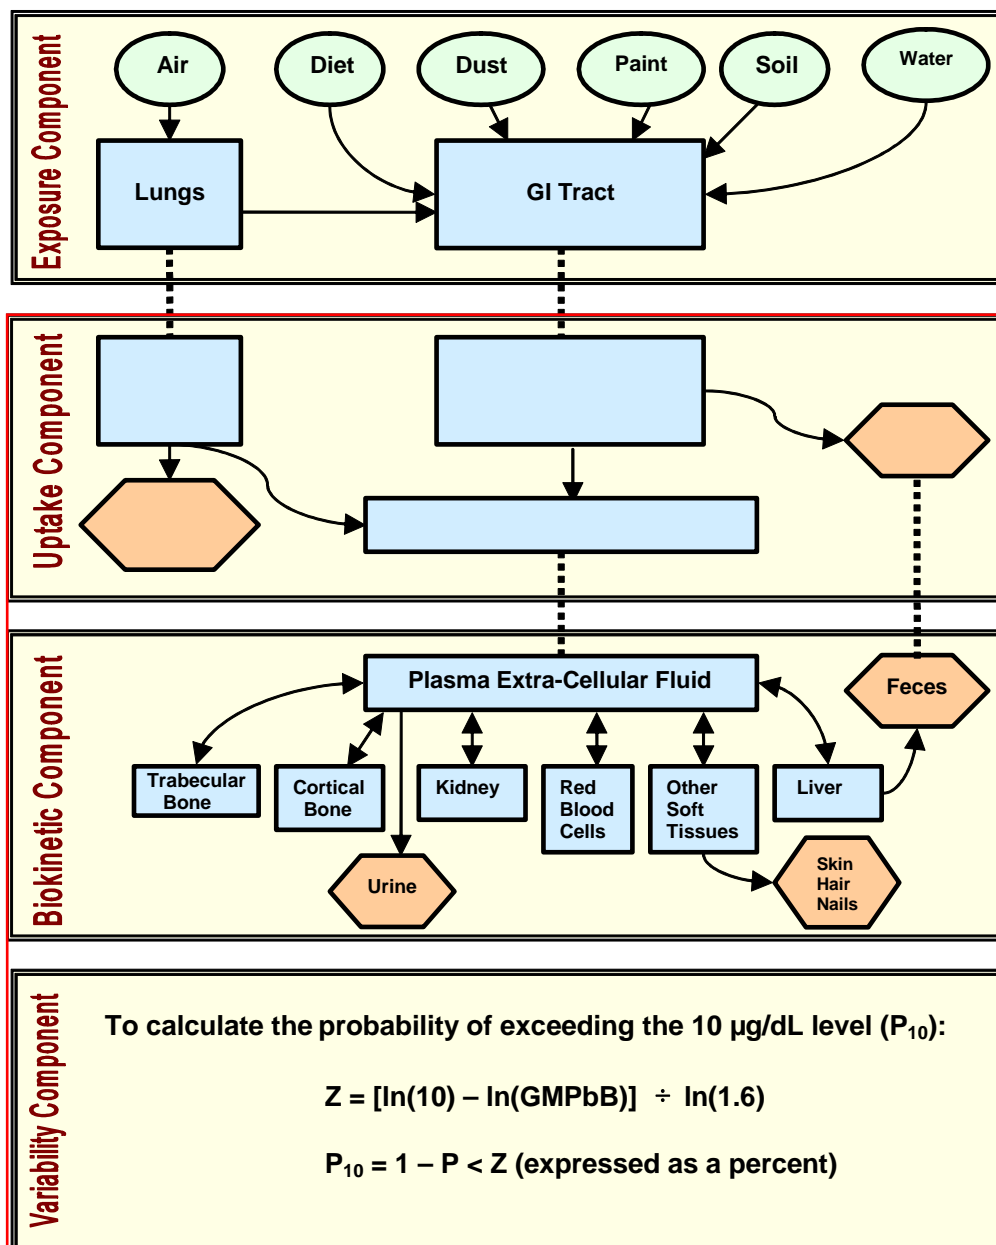 Exposure Component
Air
Diet
Dust
Paint
Soil
Water
Lungs
GI Tract
Uptake Component
Biokinetic Component
Plasma Extra-Cellular Fluid
Feces
Trabecular
Bone
Cortical
Bone
Kidney
Red
Blood
Cells
Other
Soft
Tissues
Liver
Urine
Skin
Hair
Nails
Variability Component
To calculate the probability of exceeding the 10 µg/dL level (P₁₀):
Z = [ln(10) – ln(GMPbB)] ÷ ln(1.6)
P₁₀ = 1 – P < Z (expressed as a percent)